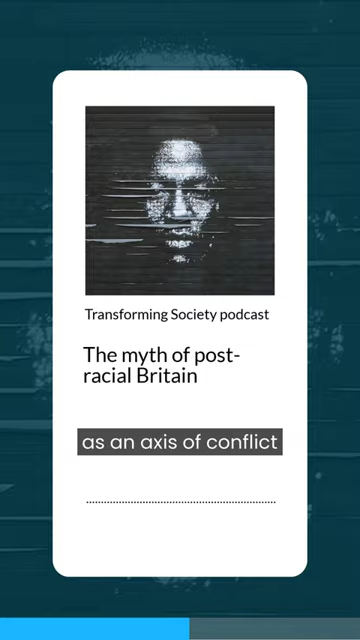 Transforming Society podcast
The myth of post-
racial Britain
as an axis of conflict